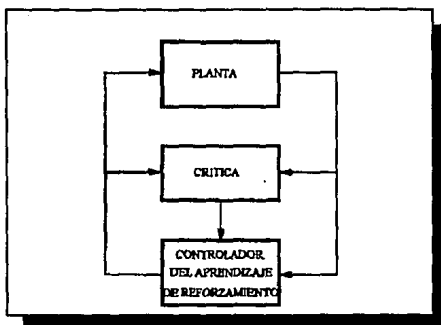 PLANTA
CRITICA
CONTROLADOR
DEL APRENDIZAJE
DE REFORZAMIENTO